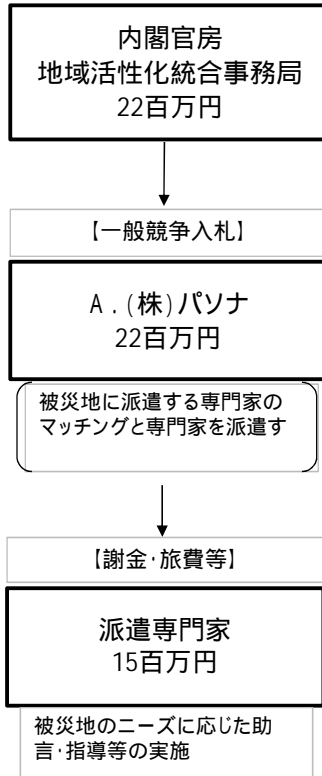 内閣官房
地域活性化統合事務局
22百万円
【一般競争入札】
A．(株)パソナ
22百万円
被災地に派遣する専門家の
マッチングと専門家を派遣す
【謝金・旅費等】
派遣専門家
15百万円
被災地のニーズに応じた助
言・指導等の実施